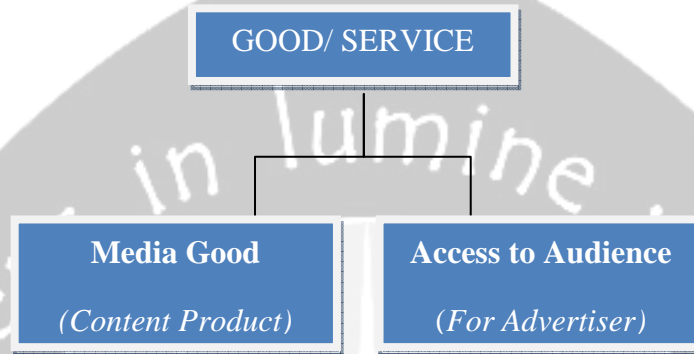 GOOD/ SERVICE
in lumine
Media Good
(Content Product)
Access to Audience
(For Advertiser)